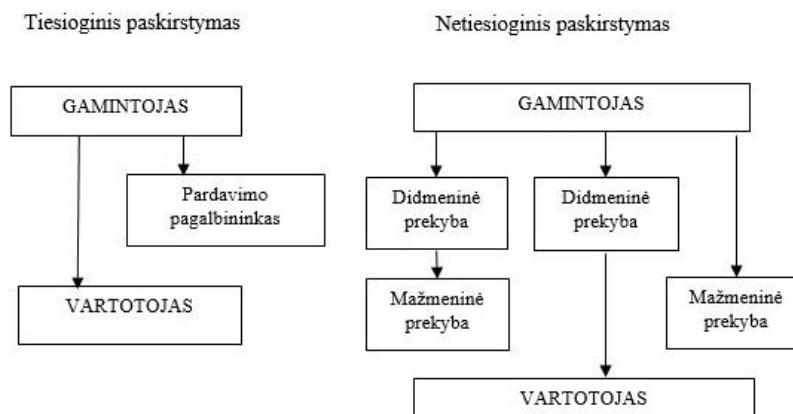 Tiesioginis paskirstymas
GAMINTOJAS
Pardavimo
pagalbininkas
VARTOTOJAS
Netiesioginis paskirstymas
GAMINTOJAS
Didmeninė
prekyba
Mažmeninė
prekyba
Didmeninė
prekyba
Mažmeninė
prekyba
VARTOTOJAS